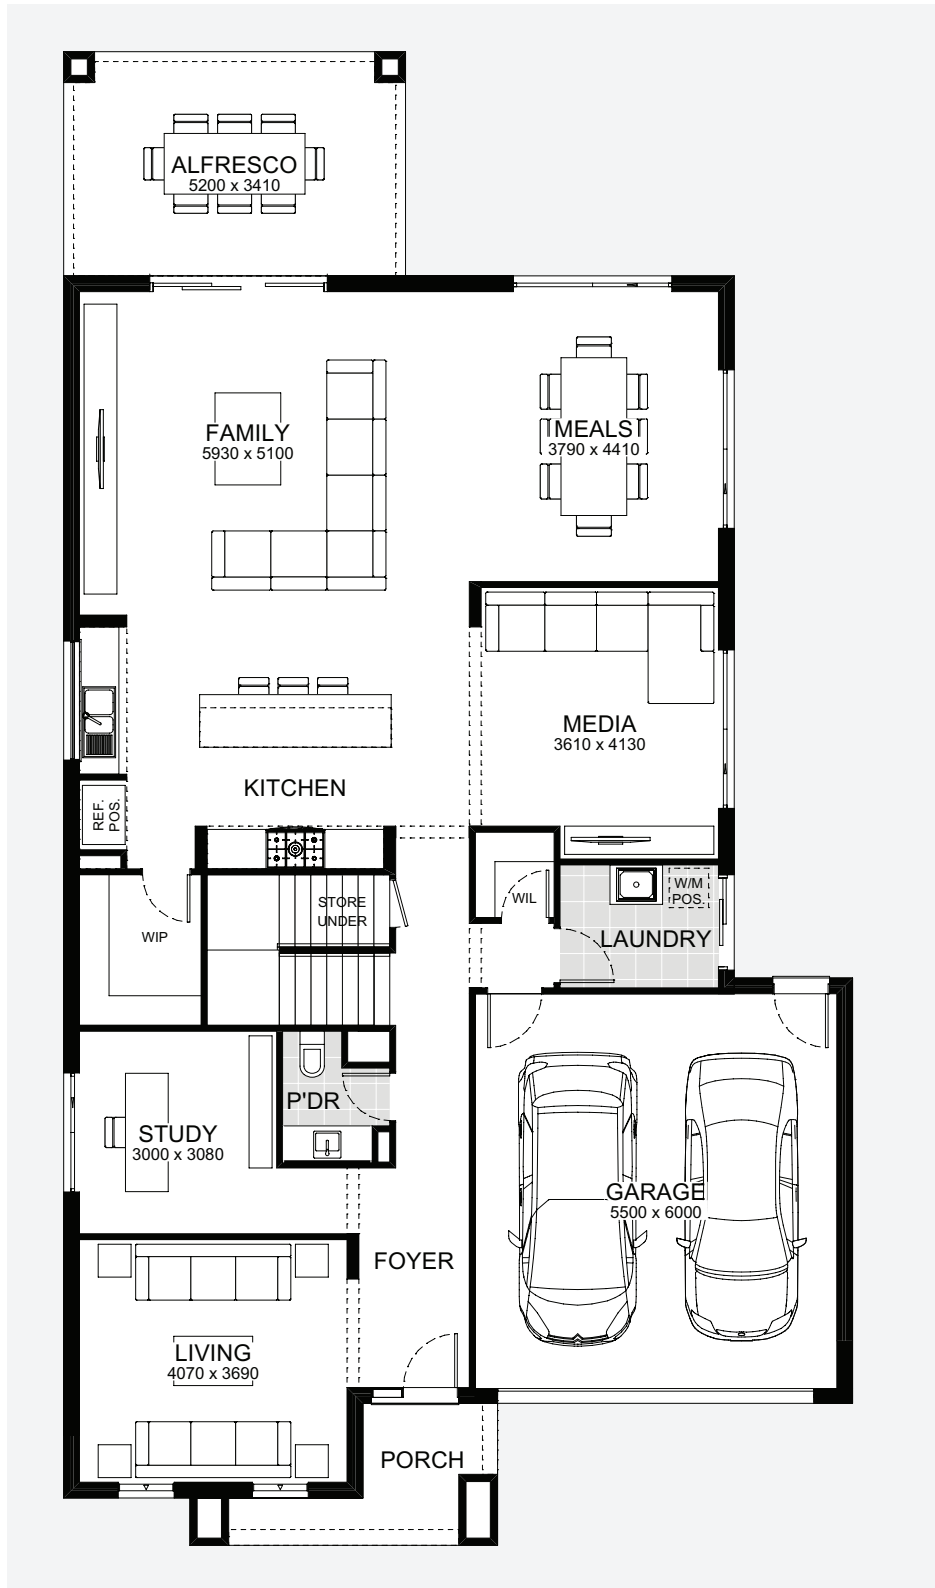 ALFRESCO
5200 x 3410
FAMILY
5930 x 5100
MEALS
3790 x 4410
MEDIA
3610 x 4130
KITCHEN
REF.
POS.
STORE
UNDER
WIP
WIL
W/M
POS.
LAUNDRY
P'DR
STUDY
3000 x 3080
GARAGE
5500 x 6000
FOYER
LIVING
4070 x 3690
PORCH